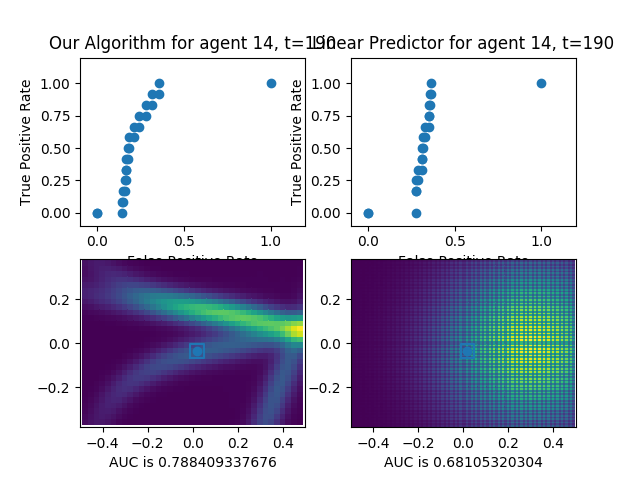 Our Algorithm for agent 14, t=190
Linear Predictor for agent 14, t=190
True Positive Rate
1.00
0.75
0.50
0.25
0.00
0.0 0.5 1.0
False Positive Rate
True Positive Rate
1.00
0.75
0.50
0.25
0.00
0.0 0.5 1.0
False Positive Rate
0.2
0.0
−0.2
−0.4 −0.2 0.0 0.2 0.4
AUC is 0.788409337676
0.2
0.0
−0.2
−0.4 −0.2 0.0 0.2 0.4
AUC is 0.68105320304